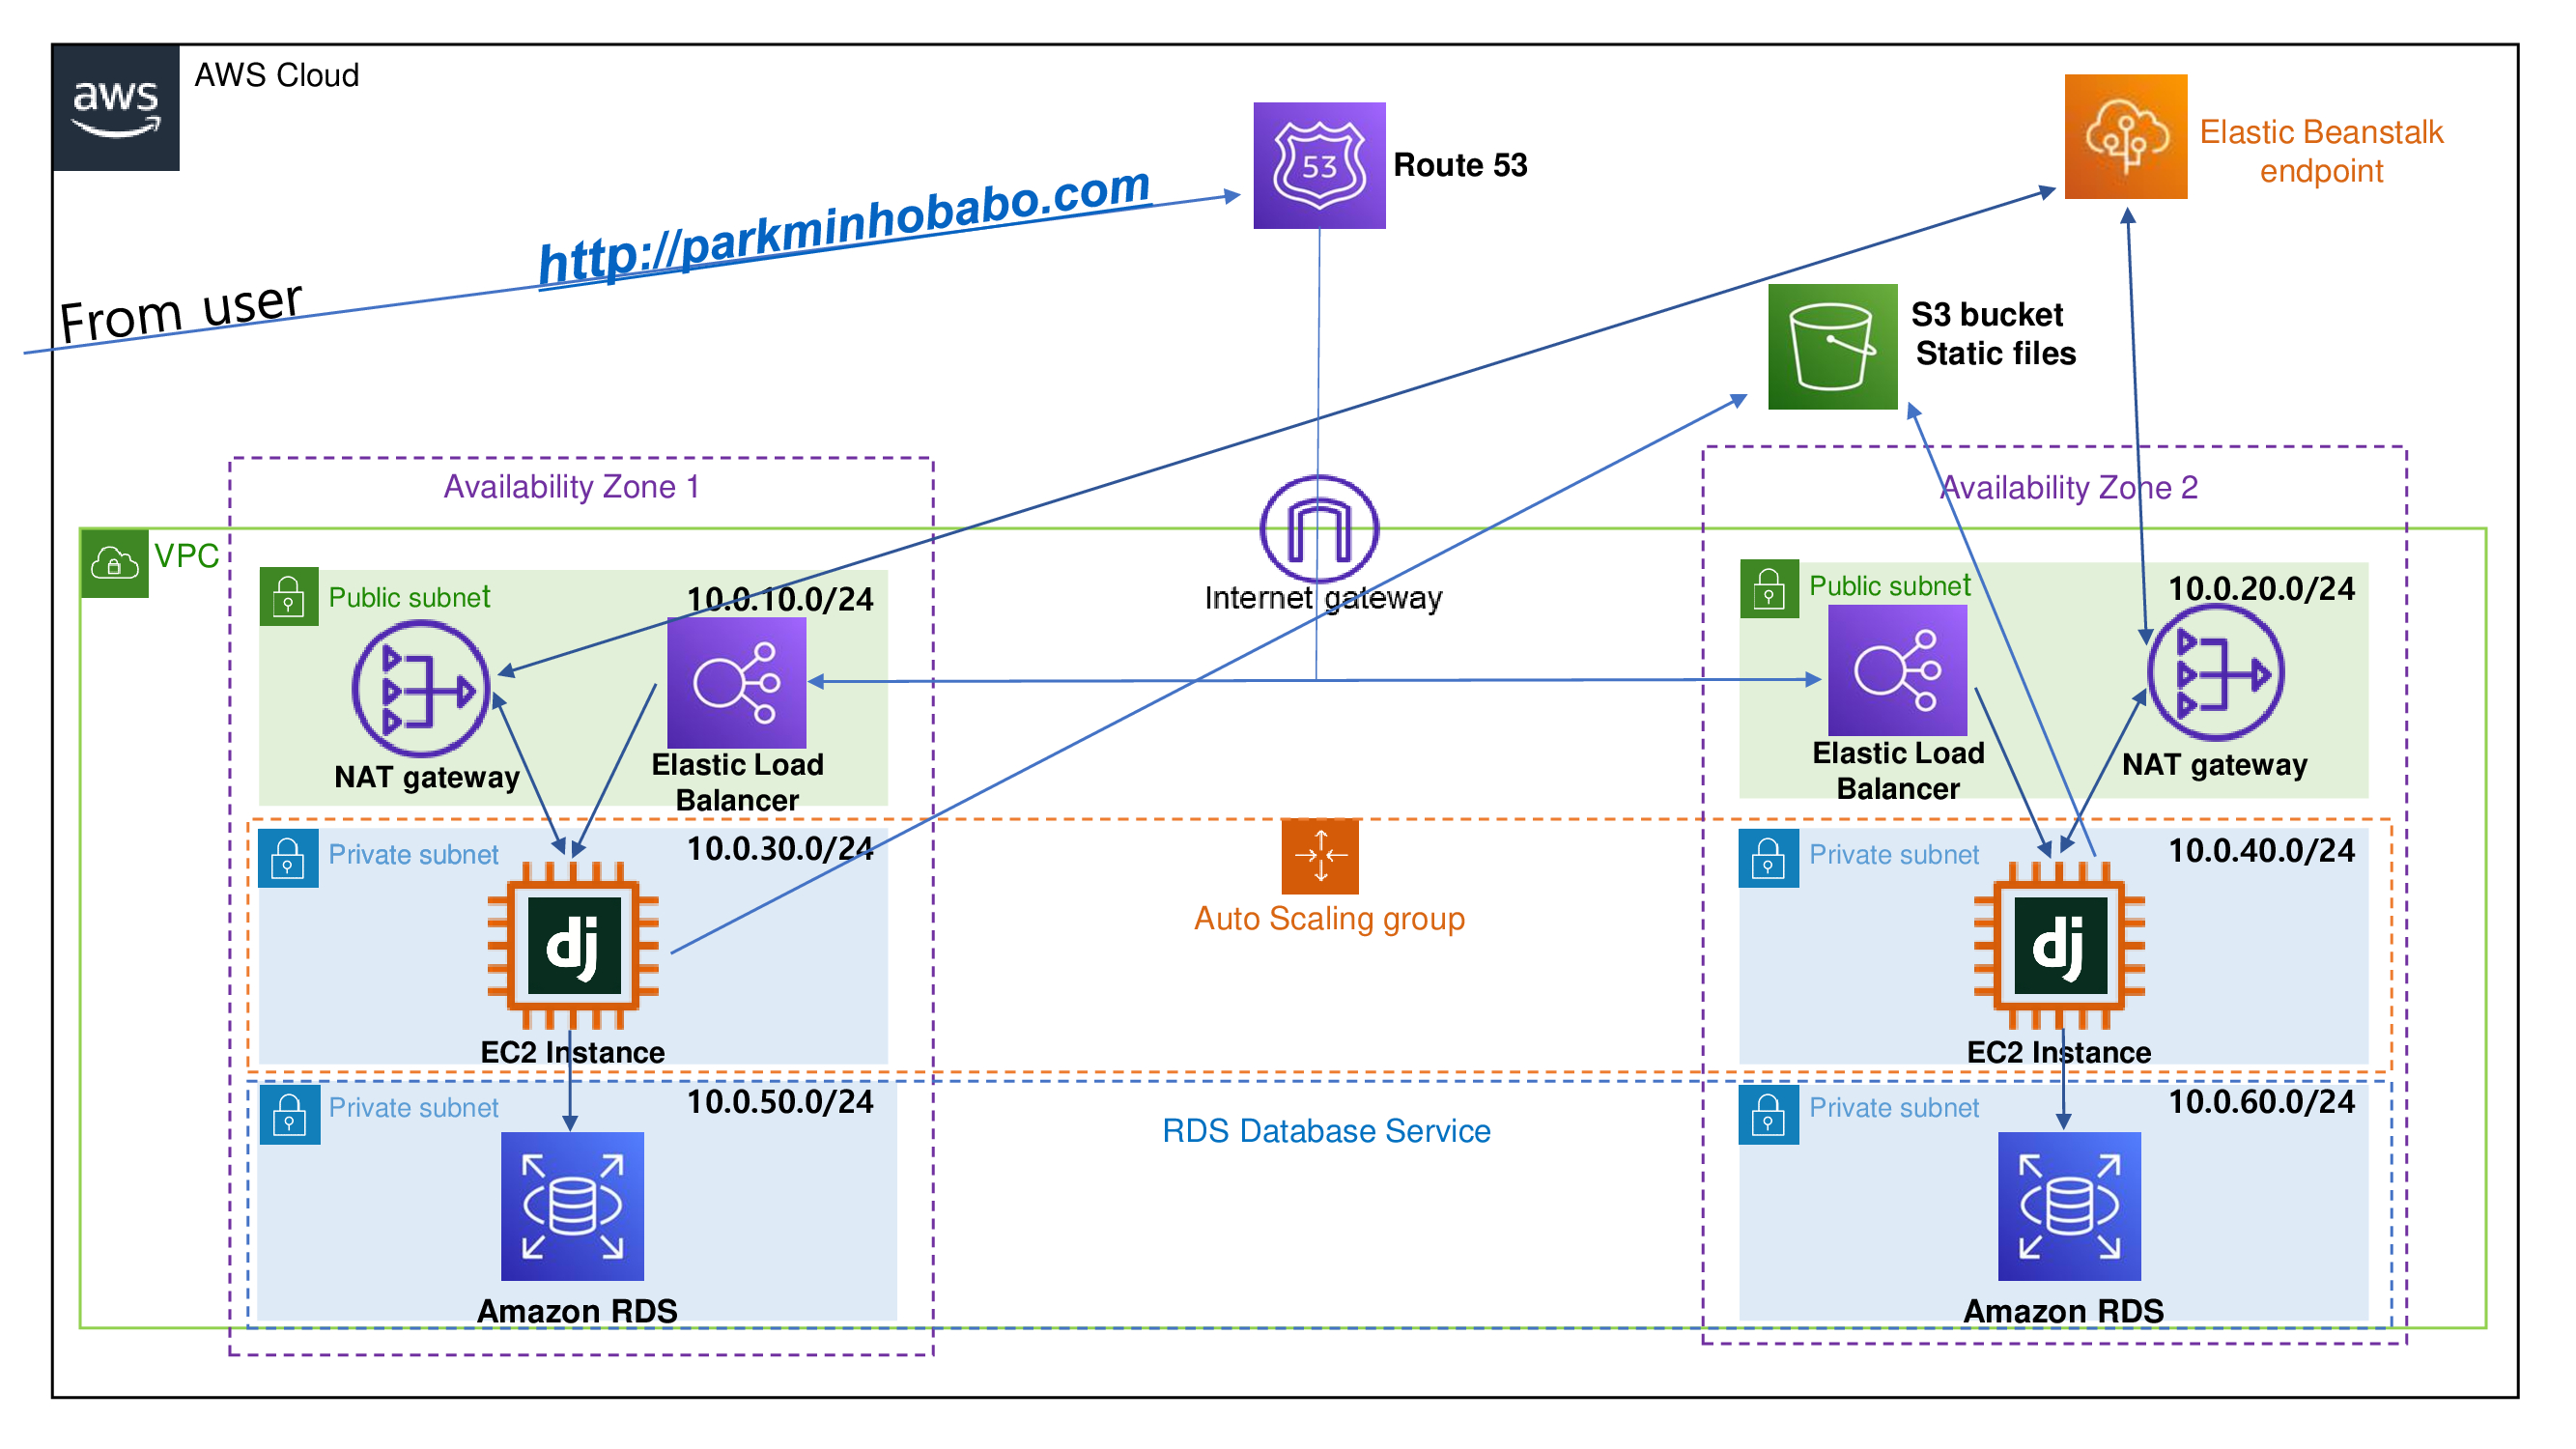 aws
AWS Cloud
53
Route 53
Elastic Beanstalk
endpoint
http://parkminhobabo.com
From user
S3 bucket
Static files
Availability Zone 1
Availability Zone 2
VPC
Public subnet
10.0.10.0/24
Internet gateway
Public subnet
10.0.20.0/24
NAT gateway
Elastic Load
Balancer
Elastic Load
Balancer
NAT gateway
Private subnet
10.0.30.0/24
Private subnet
10.0.40.0/24
dj
Auto Scaling group
dj
EC2 Instance
EC2 Instance
Private subnet
10.0.50.0/24
RDS Database Service
Private subnet
10.0.60.0/24
Amazon RDS
Amazon RDS